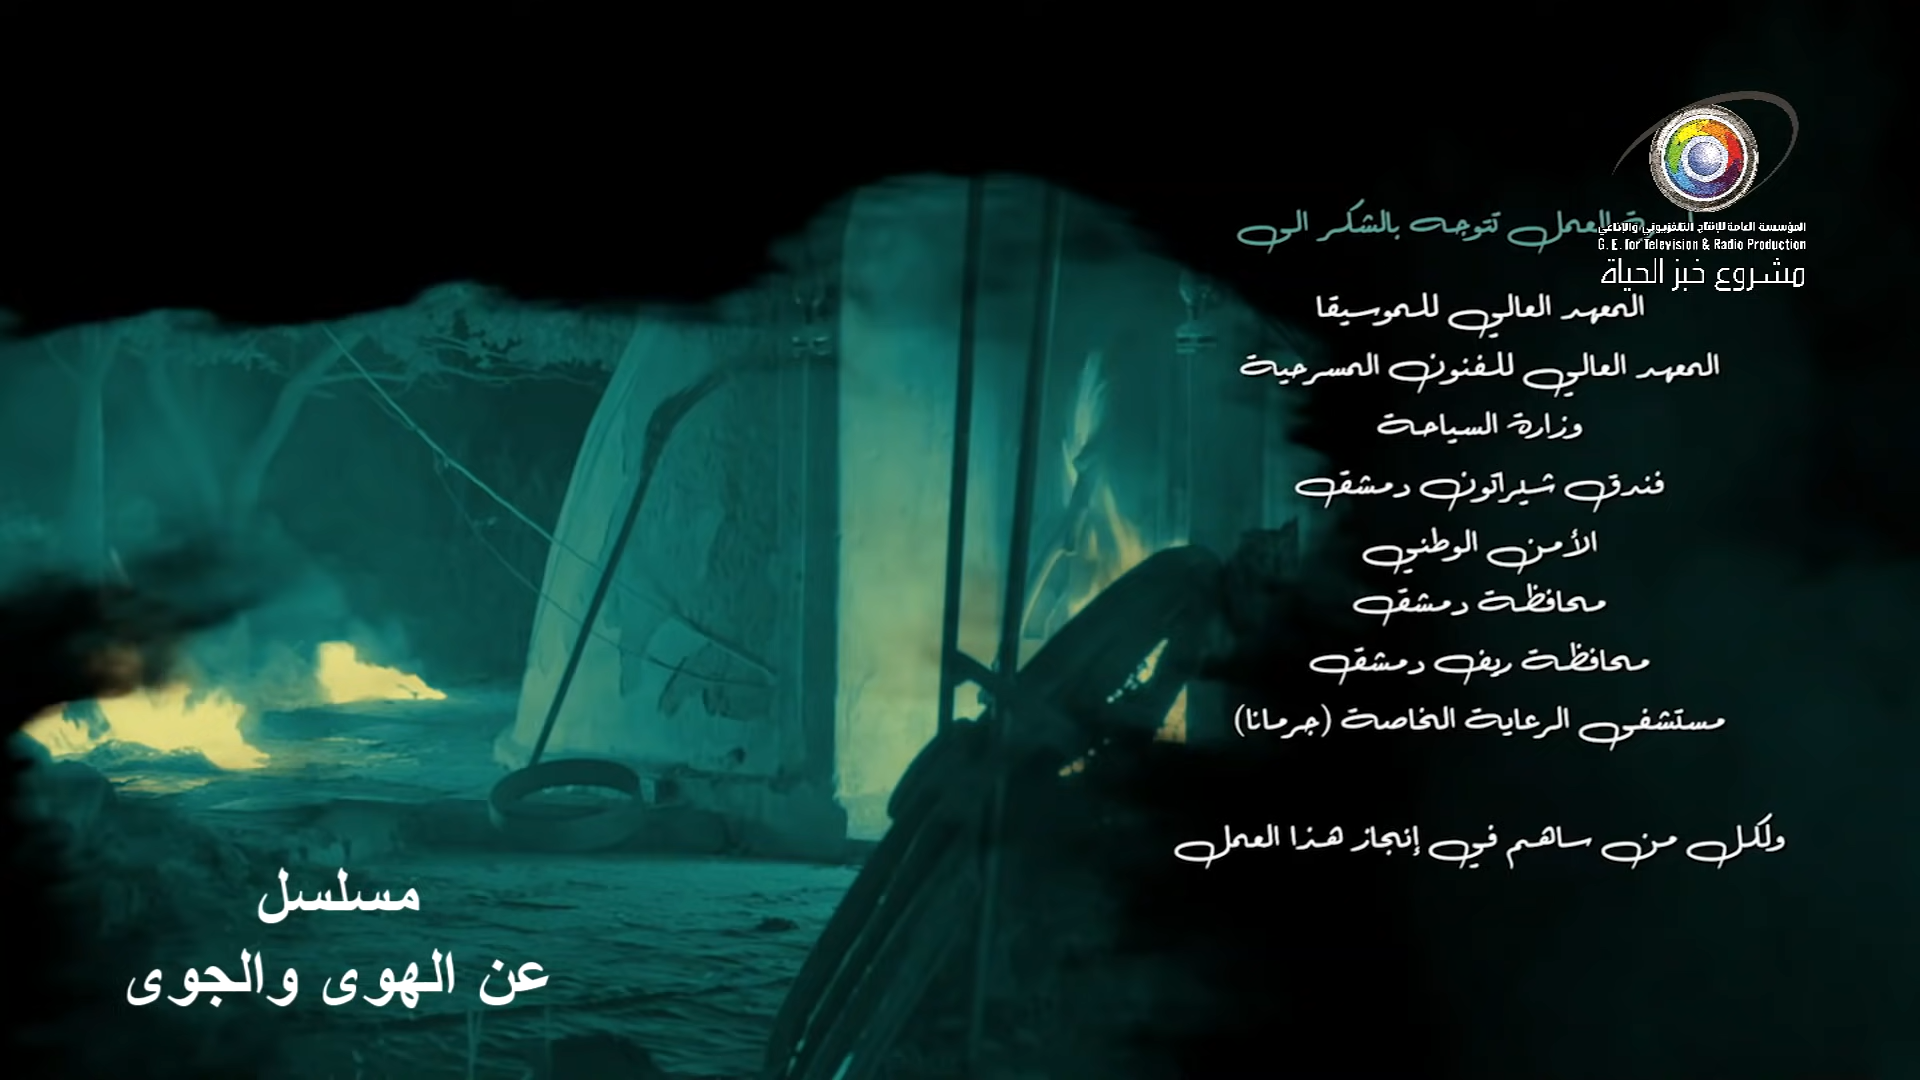 المؤسسة العامة للإنتاج التلفزيوني والإذاعي
G. E. for Television & Radio Production
مشروع خبز الحياة
العمل تتوجه بالشكر الى
المعهد العالي للموسيقا
المعهد العالي للفنون المسرحية
وزارة السياحة
فندق شيراتون دمشق
الأمن الوطني
محافظة دمشق
محافظة ريف دمشق
مستشفى الرعاية الخاصة (جرمانا)
ولكل من ساهم في إنجاز هذا العمل
مسلسل
عن الهوى والجوى